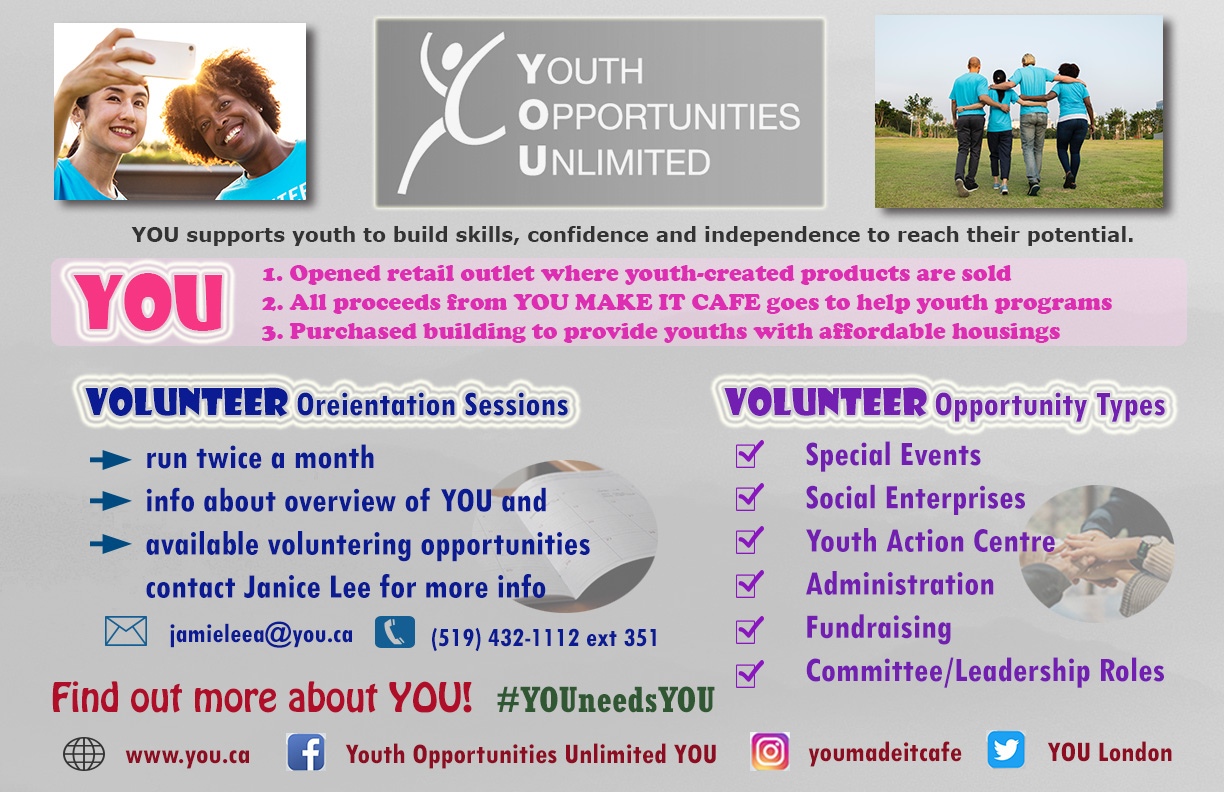 YOUTH
OPPORTUNITIES
UNLIMITED
YOU supports youth to build skills, confidence and independence to reach their potential.
YOU
1. Opened retail outlet where youth-created products are sold
2. All proceeds from YOU MAKE IT CAFE goes to help youth programs
3. Purchased building to provide youths with affordable housings
VOLUNTEER Oreientation Sessions
run twice a month
info about overview of YOU and
available voluntering opportunities
contact Janice Lee for more info
jamieleea@you.ca (519) 432-1112 ext 351
VOLUNTEER Opportunity Types
Special Events
Social Enterprises
Youth Action Centre
Administration
Fundraising
Committee/Leadership Roles
Find out more about YOU! #YOUneedsYOU
www.you.ca Youth Opportunities Unlimited YOU youmadeitcafe YOU London